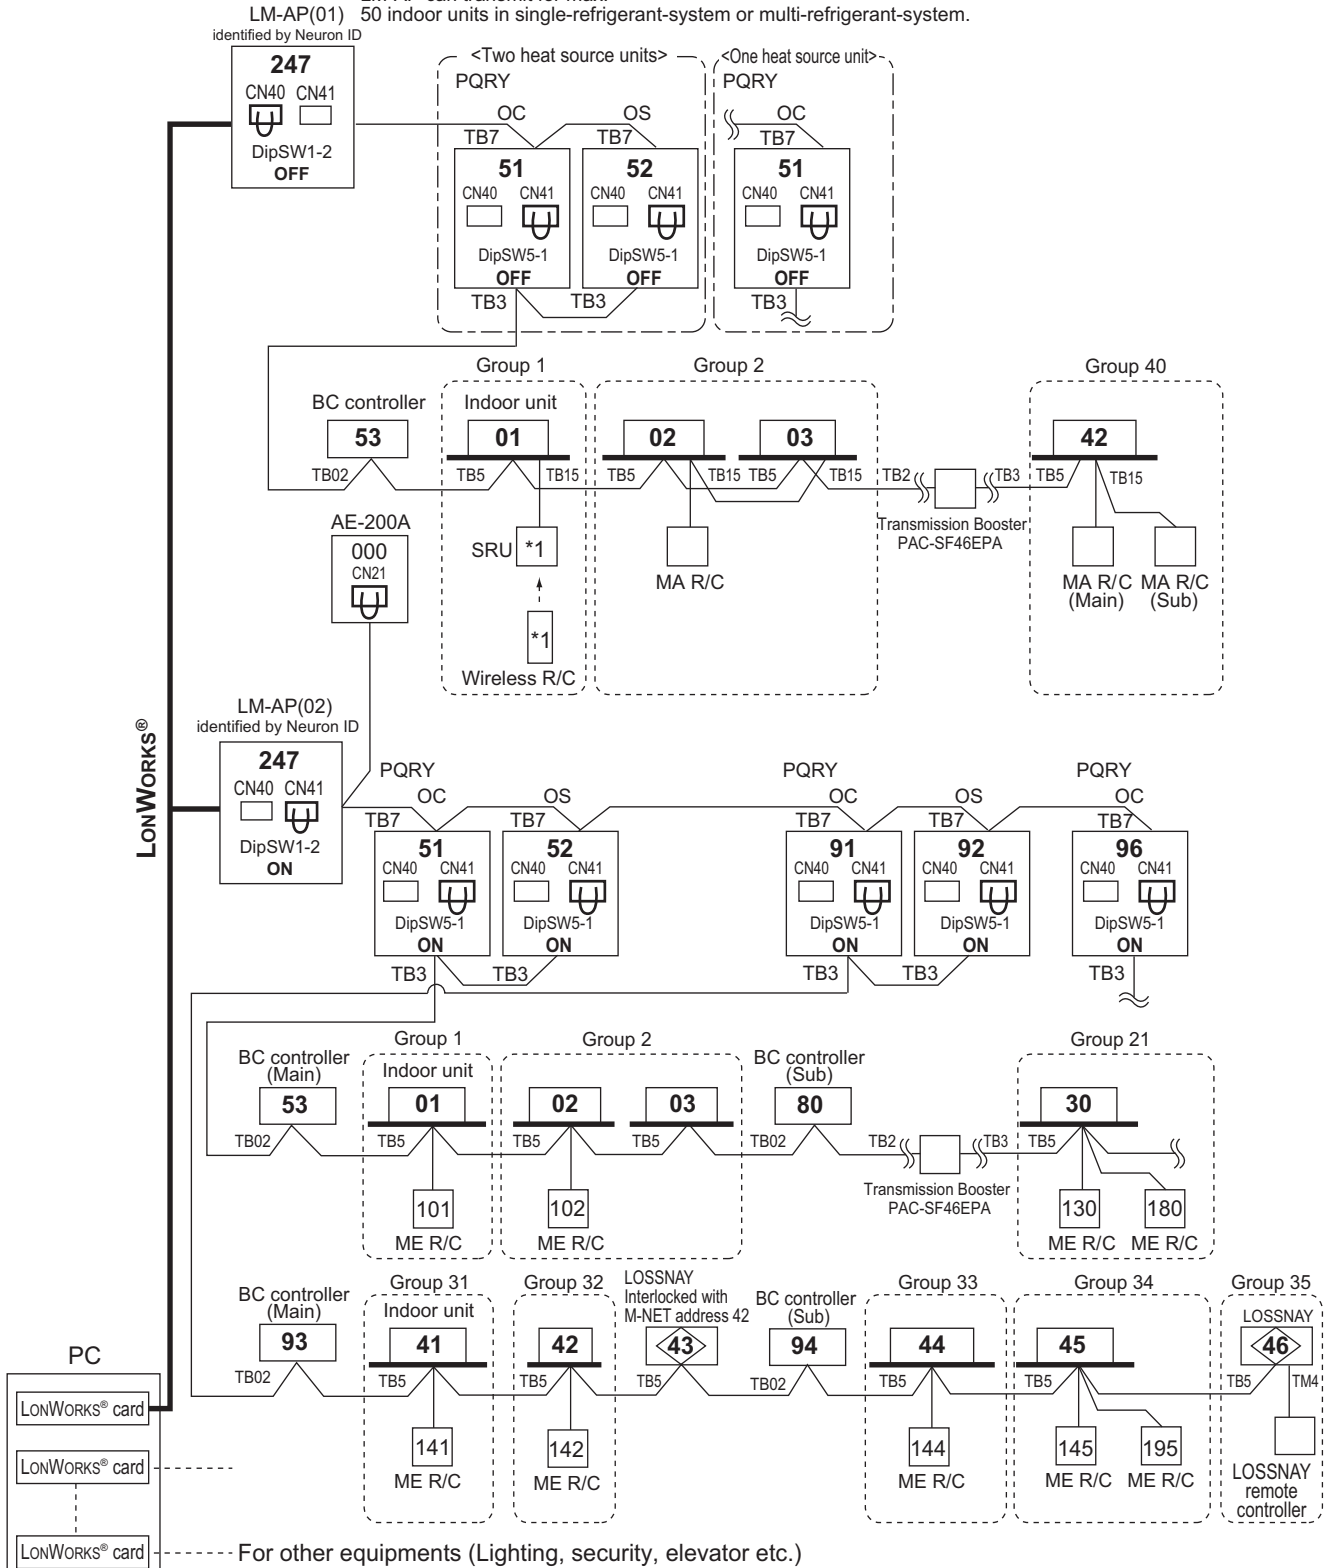 LM-AP(01) 50 indoor units in single-refrigerant-system or multi-refrigerant-system.
identified by Neuron ID
247
CN40 CN41
DipSW1-2
OFF
<Two heat source units>
PQRY
OC OS
TB7 TB7
51 52
CN40 CN41 CN40 CN41
DipSW5-1 DipSW5-1
OFF OFF
TB3 TB3
<One heat source unit>
PQRY
OC
TB7
51
CN40 CN41
DipSW5-1
OFF
TB3
Group 1 Group 2 Group 40
BC controller Indoor unit
53 01 02 03 42
TB02 TB5 TB15 TB5 TB15 TB5 TB15 TB2 TB3 TB5 TB15
Transmission Booster
PAC-SF46EPA
AE-200A
000
CN21
SRU *1
*1
Wireless R/C
MA R/C
MA R/C MA R/C
(Main) (Sub)
LONWORKS®
LM-AP(02)
identified by Neuron ID
247
CN40 CN41
DipSW1-2
ON
PQRY PQRY PQRY
OC OS OC OS OC
TB7 TB7 TB7 TB7 TB7
51 52 91 92 96
CN40 CN41 CN40 CN41 CN40 CN41 CN40 CN41 CN40 CN41
DipSW5-1 DipSW5-1 DipSW5-1 DipSW5-1 DipSW5-1
ON ON ON ON ON
TB3 TB3 TB3 TB3 TB3
Group 1 Group 2 Group 21
BC controller
(Main)
Indoor unit
BC controller
(Sub)
53 01 02 03 80 30
TB02 TB5 TB5 TB5 TB02 TB2 TB3 TB5
Transmission Booster
PAC-SF46EPA
101 102 130 180
ME R/C ME R/C ME R/C ME R/C
Group 31 Group 32 Group 33 Group 34 Group 35
BC controller
(Main)
Indoor unit
LOSSNAY
Interlocked with
M-NET address 42
BC controller
(Sub)
LOSSNAY
93 41 42 43 94 44 45 46
TB02 TB5 TB5 TB5 TB02 TB5 TB5 TB5 TM4
141 142 144 145 195
ME R/C ME R/C ME R/C ME R/C ME R/C
LOSSNAY
remote
controller
PC
LONWORKS® card
LONWORKS® card
LONWORKS® card
For other equipments (Lighting, security, elevator etc.)